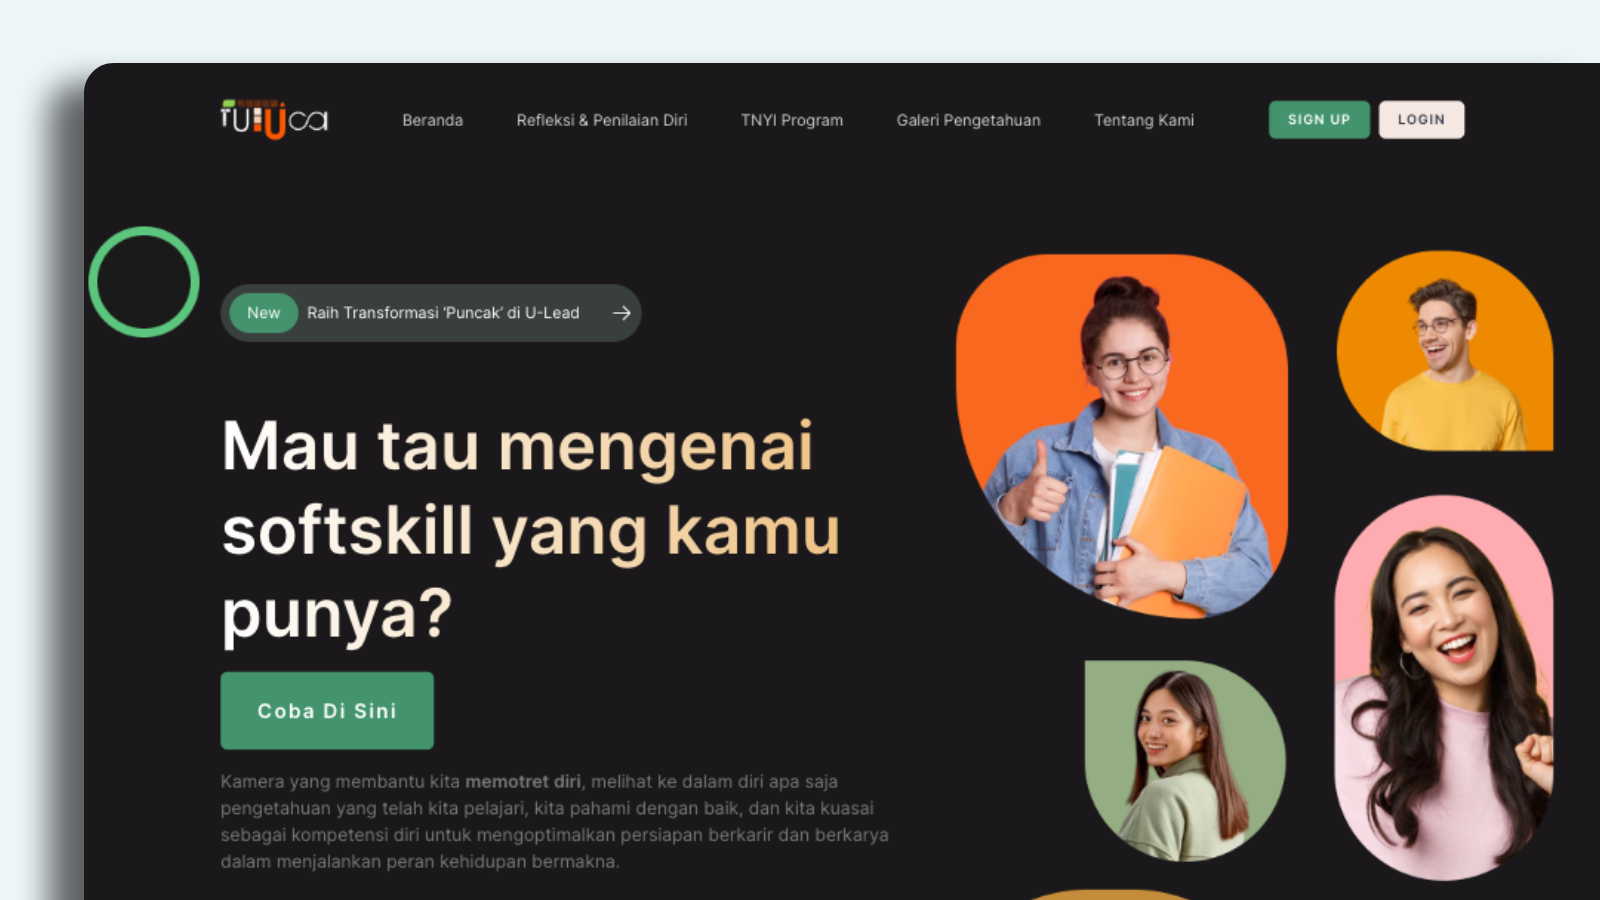 Beranda
Refleksi & Penilaian Diri
TNYI Program
Galeri Pengetahuan
Tentang Kami
SIGN UP
LOGIN
New
Raih Transformasi ‘Puncak’ di U-Lead
Mau tau mengenai
softskill yang kamu
punya?
Coba Di Sini
Kamera yang membantu kita memotret diri, melihat ke dalam diri apa saja
pengetahuan yang telah kita pelajari, kita pahami dengan baik, dan kita kuasai
sebagai kompetensi diri untuk mengoptimalkan persiapan berkarir dan berkarya
dalam menjalankan peran kehidupan bermakna.